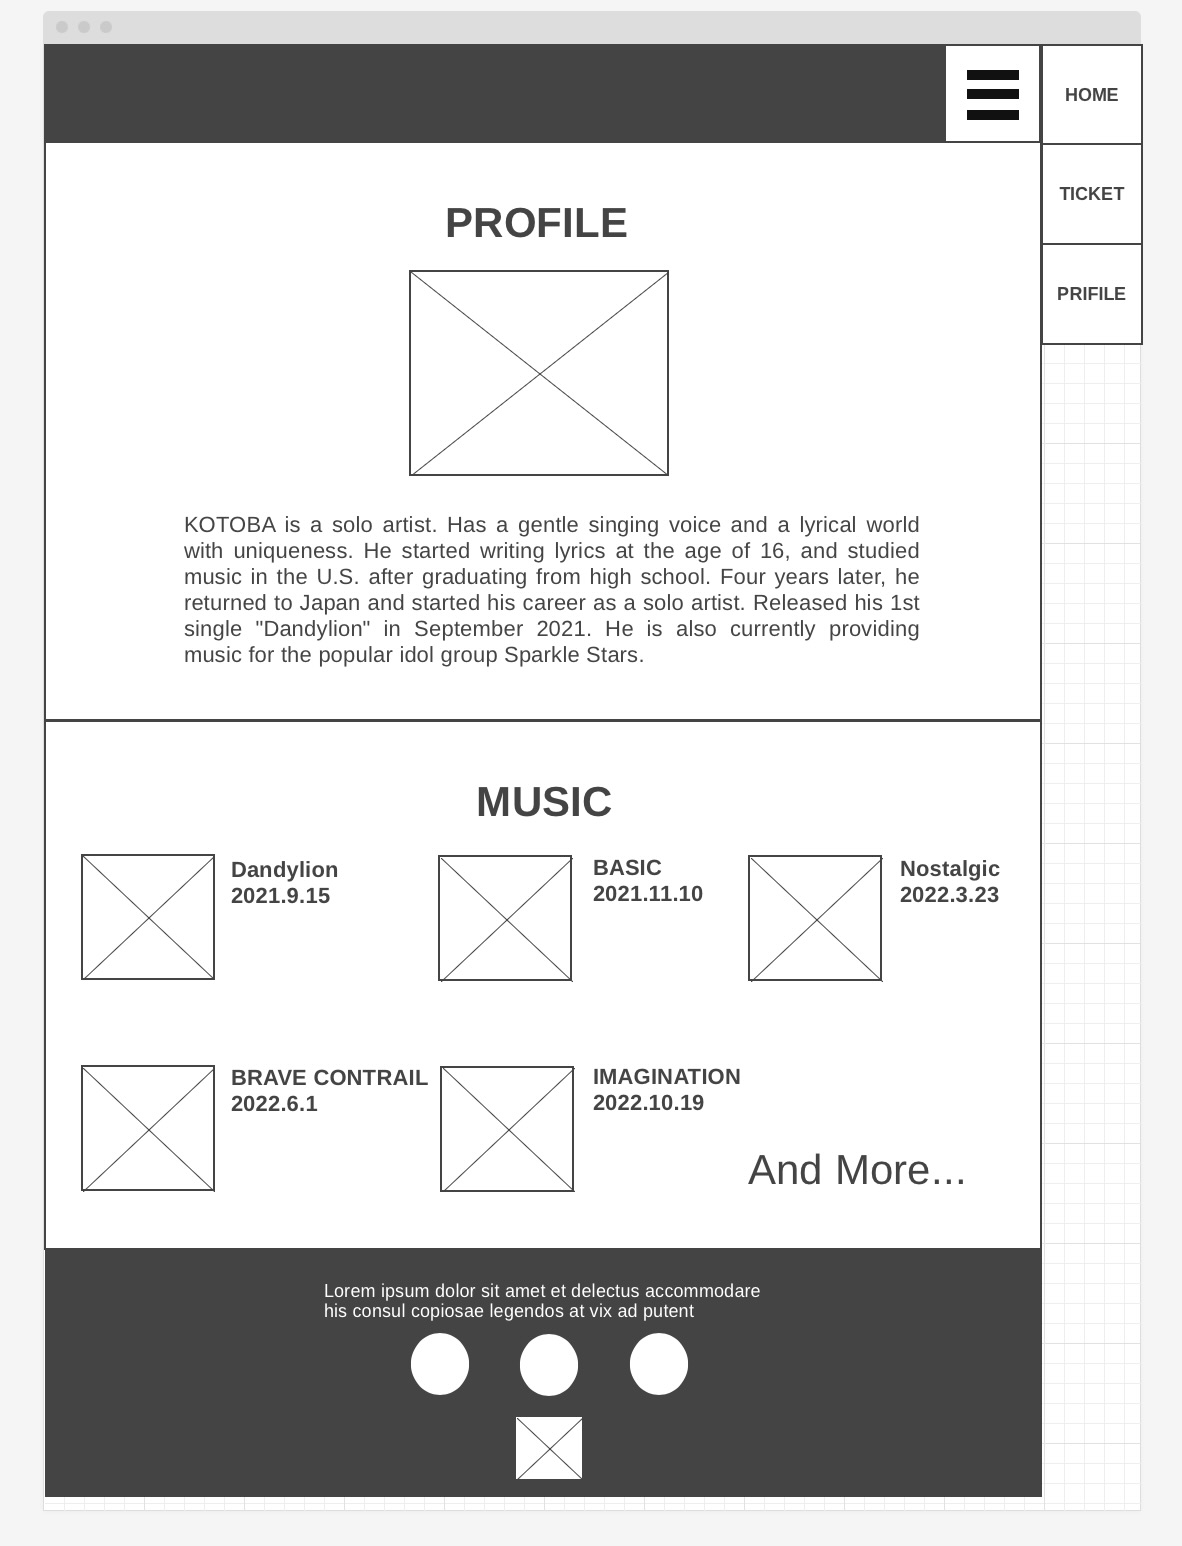 HOME
TICKET
PRIFILE
PROFILE
KOTOBA is a solo artist. Has a gentle singing voice and a lyrical world
with uniqueness. He started writing lyrics at the age of 16, and studied
music in the U.S. after graduating from high school. Four years later, he
returned to Japan and started his career as a solo artist. Released his 1st
single "Dandylion" in September 2021. He is also currently providing
music for the popular idol group Sparkle Stars.
MUSIC
Dandylion
2021.9.15
BASIC
2021.11.10
Nostalgic
2022.3.23
BRAVE CONTRAIL
2022.6.1
IMAGINATION
2022.10.19
And More...
Lorem ipsum dolor sit amet et delectus accommodare
his consul copiosae legendos at vix ad putent